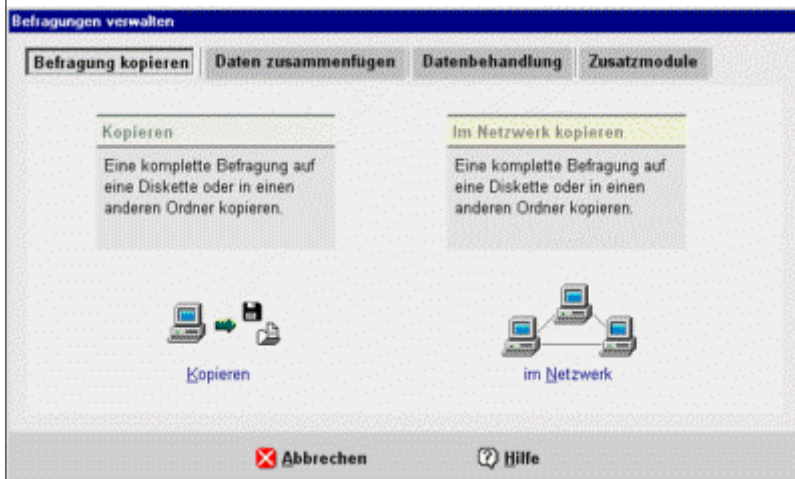 Befragungen verwalten
Befragung kopieren Daten zusammenfügen Datenbehandlung Zusatzmodule
Kopieren
Eine komplette Befragung auf
eine Diskette oder in einen
anderen Ordner kopieren.
Im Netzwerk kopieren
Eine komplette Befragung auf
eine Diskette oder in einen
anderen Ordner kopieren.
Kopieren
im Netzwerk
Abbrechen Hilfe